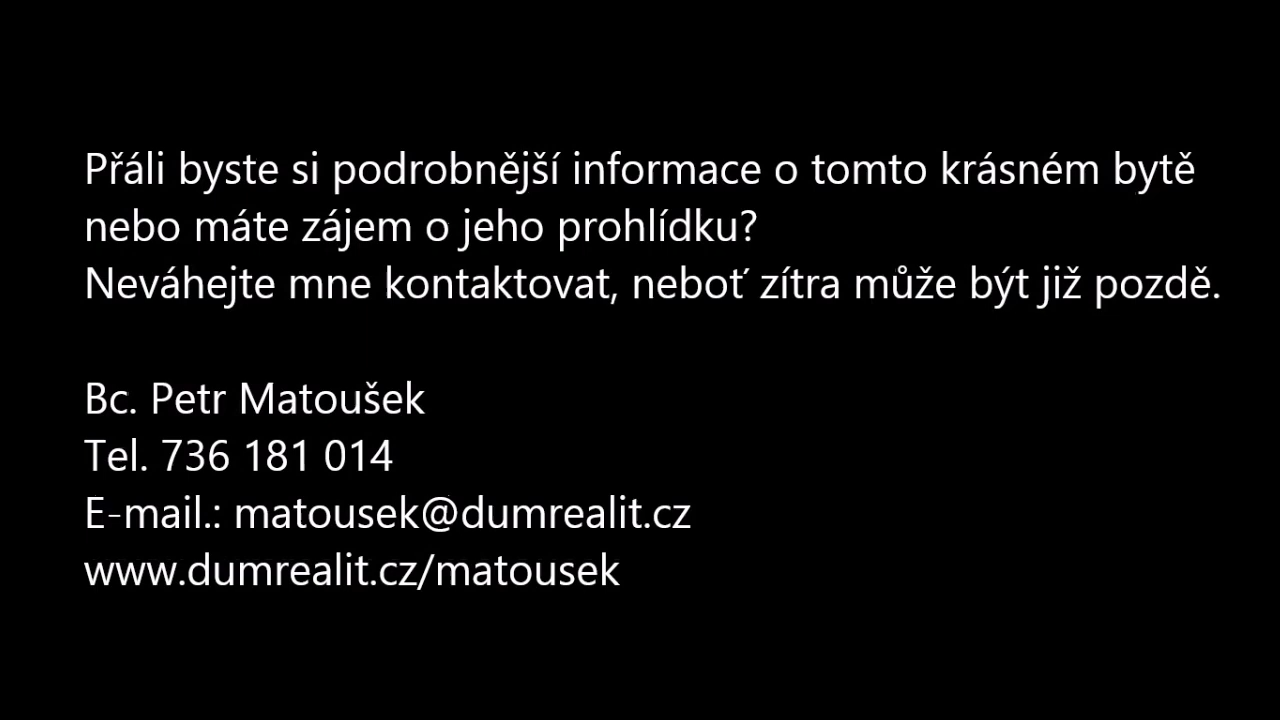 Přáli byste si podrobnější informace o tomto krásném bytě
nebo máte zájem o jeho prohlídku?
Neváhejte mne kontaktovat, neboť zítra může být již pozdě.
Bc. Petr Matoušek
Tel. 736 181 014
E-mail.: matousek@dumrealit.cz
www.dumrealit.cz/matousek